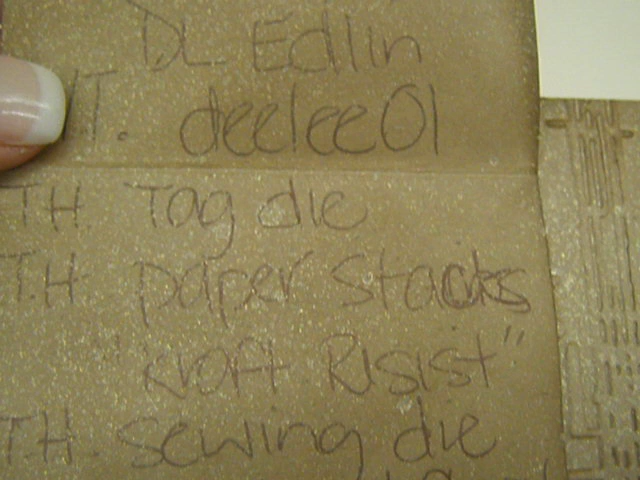 DL Edlin
T. deelee01
T.H. Tag die
T.H. paper Stacks
"Kraft Risist"
T.H. sewing die